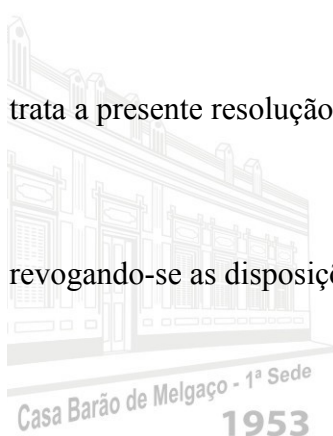 trata a presente resolução
revogando-se as disposiçõ
Casa Barão de Melgaço - 1ª Sede
1953